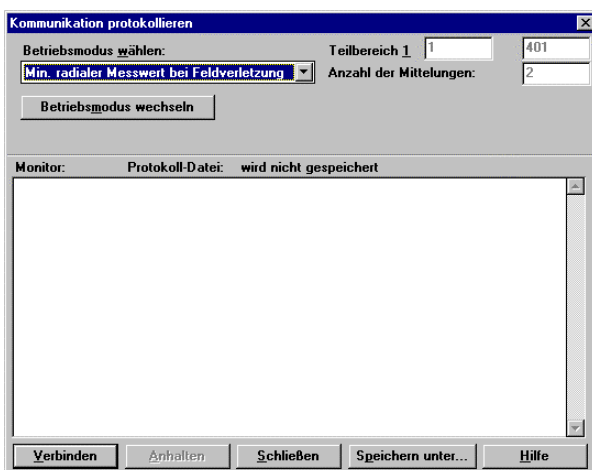 Kommunikation protokollieren
Betriebsmodus wählen:
Teilbereich 1 1 401
Min. radialer Messwert bei Feldverletzung
Anzahl der Mittelungen: 2
Betriebsmodus wechseln
Monitor: Protokoll-Datei: wird nicht gespeichert
Verbinden Anhalten Schließen Speichern unter... Hilfe